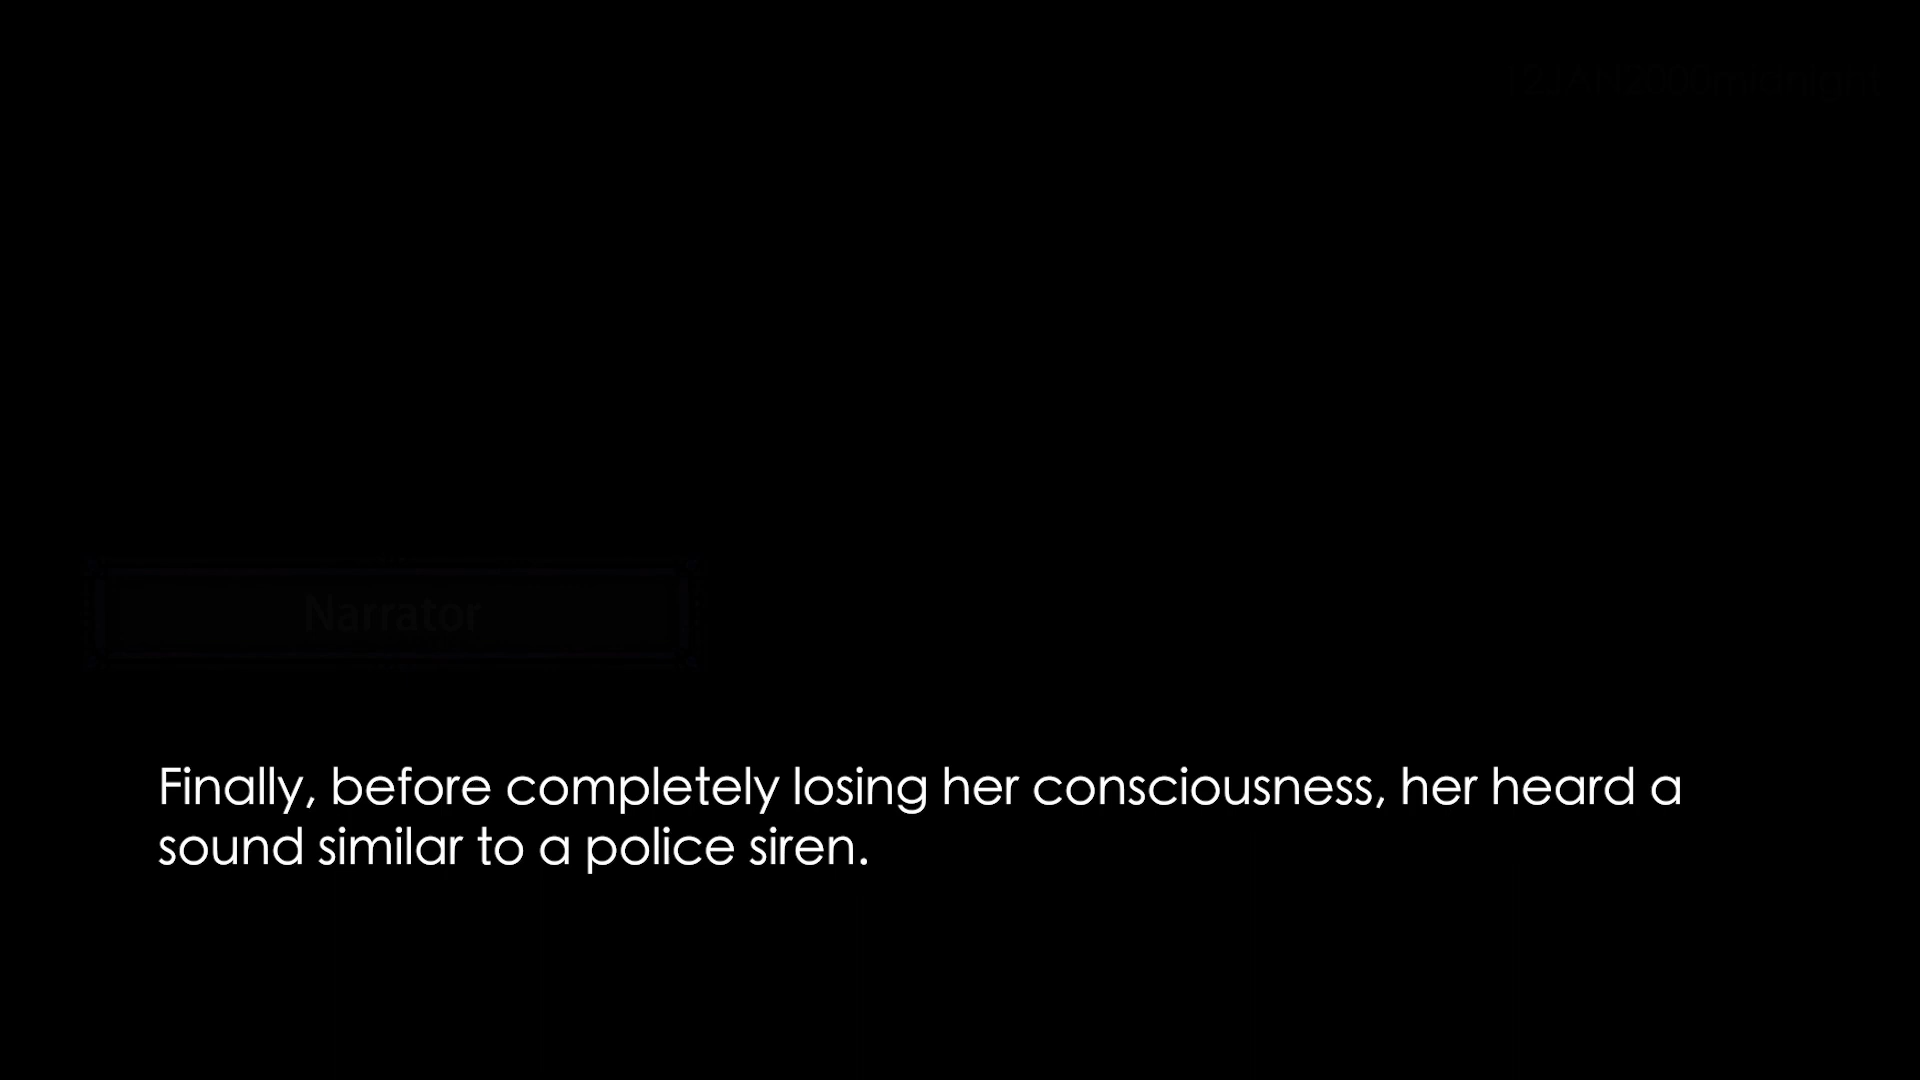 Narrator
Finally, before completely losing her consciousness, her heard a
sound similar to a police siren.